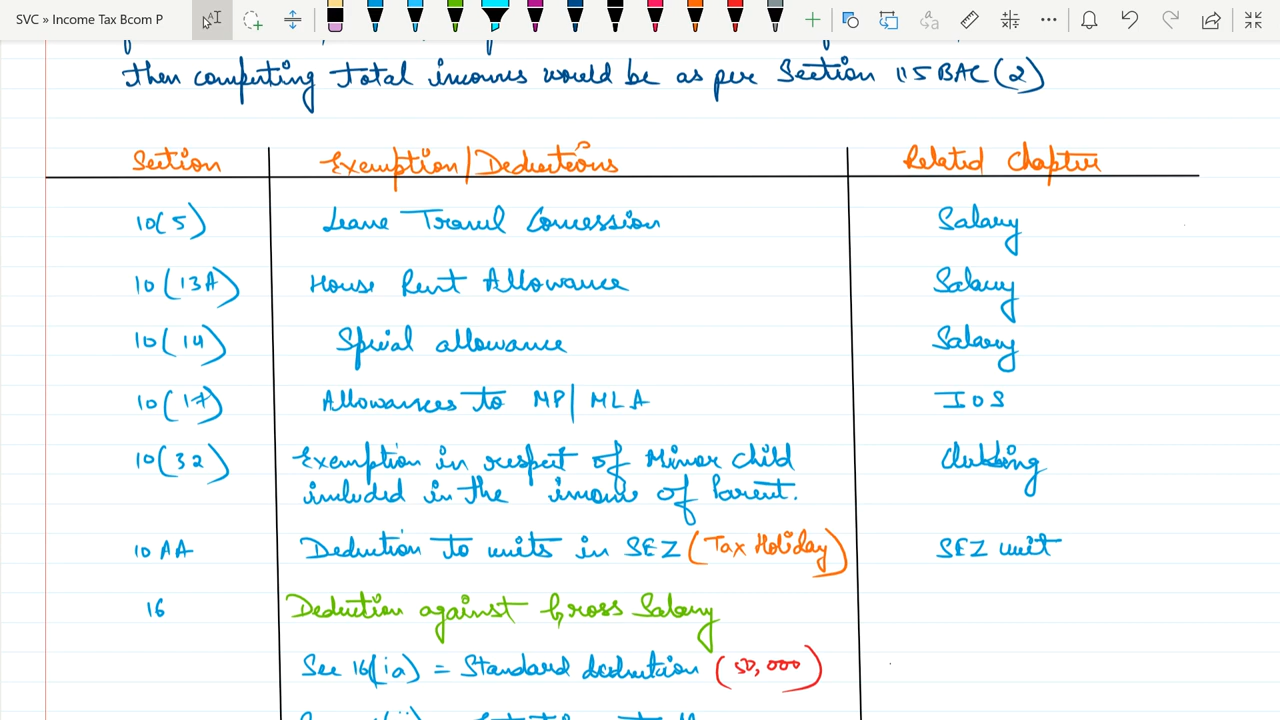 SVC » Income Tax Bcom P
then computing total incomes would be as per Section 115BAC(2)
Section Exemption/Deductions Related Chapter
10(5) Leave Travel Concession Salary
10(13A) House Rent Allowance Salary
10(14) Special allowance Salary
10(17) Allowances to MP/MLA IOS
10(32) Exemption in respect of Minor child Clubbing
included in the income of Parent.
10AA Deduction to units in SEZ (Tax Holiday) SEZ unit
16 Deduction against Gross Salary
Sec 16(ia) = Standard deduction (50,000)